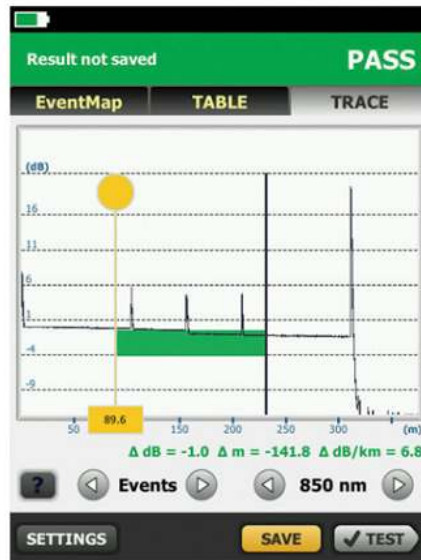 Result not saved PASS
EventMap TABLE TRACE
(dB)
16
11
6
1
-4
-9
50 89.6 150 200 250 300 (m)
Δ dB = -1.0 Δ m = -141.8 Δ dB/km = 6.8
? Events 850 nm
SETTINGS SAVE TEST